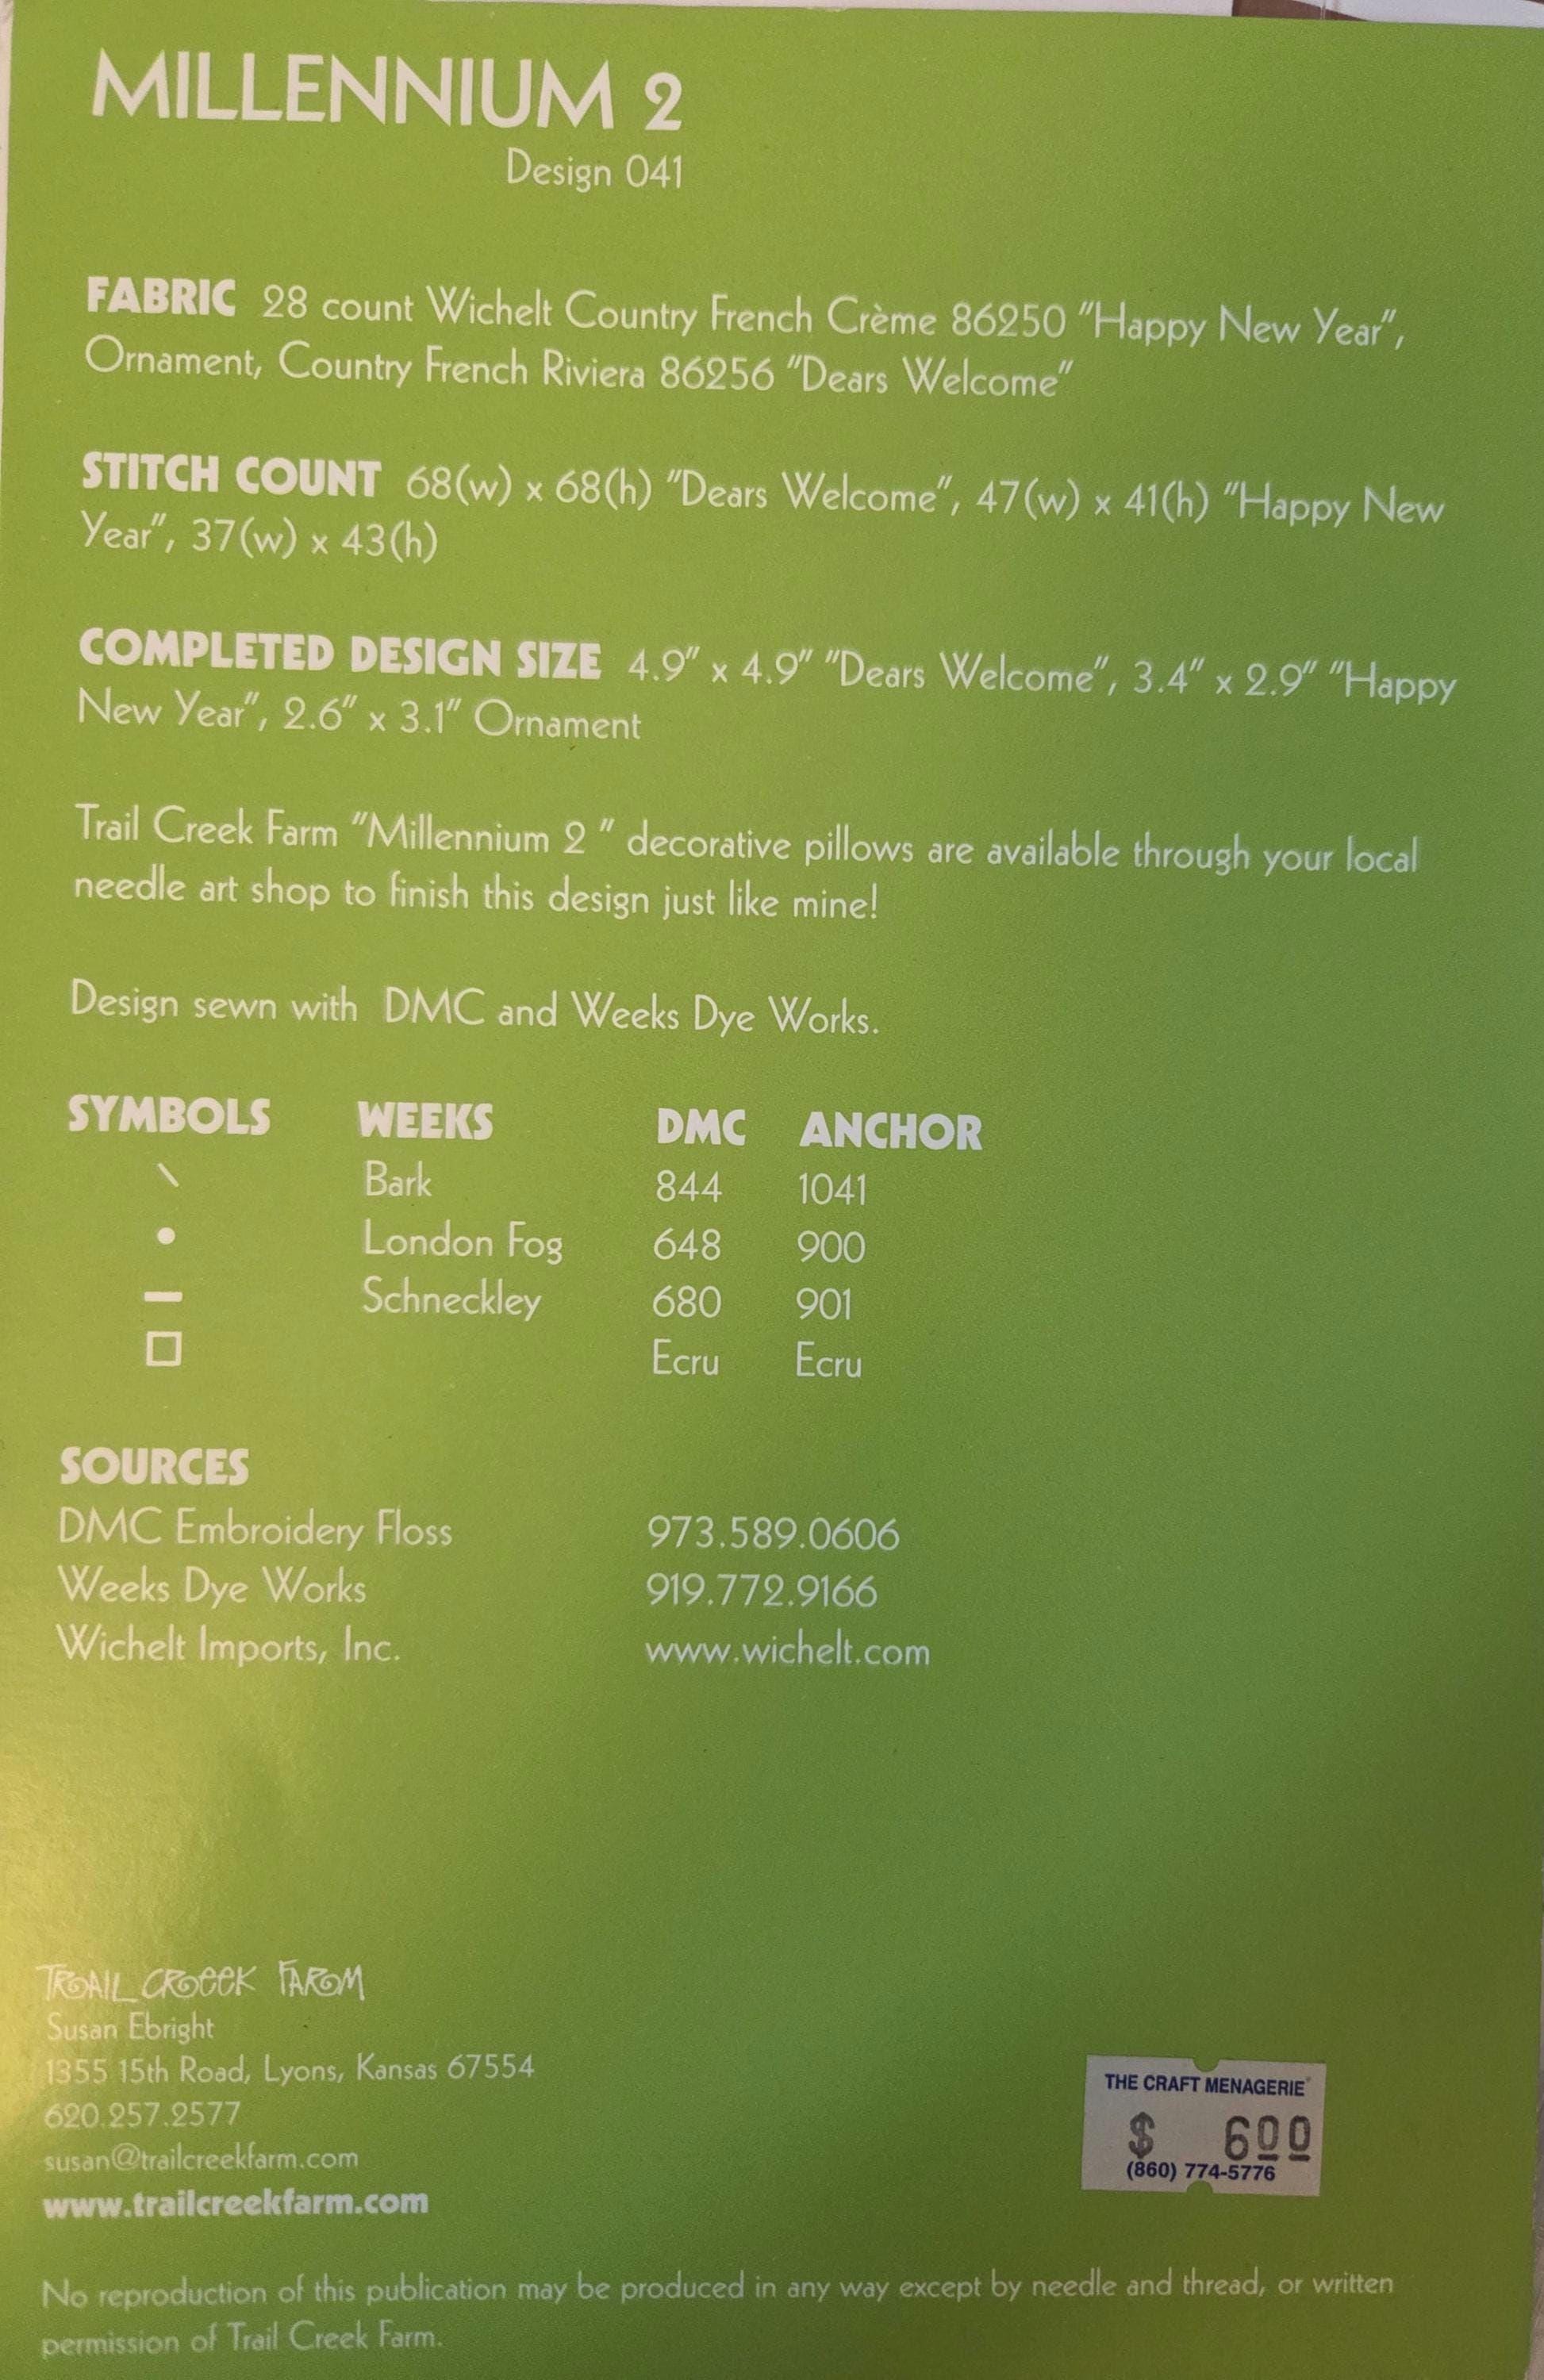 MILLENNIUM 2
Design 041
FABRIC 28 count Wichelt Country French Crème 86250 "Happy New Year",
Ornament, Country French Riviera 86256 "Dears Welcome"
STITCH COUNT 68(w) x 68(h) "Dears Welcome", 47(w) x 41(h) "Happy New
Year", 37(w) x 43(h)
COMPLETED DESIGN SIZE 4.9" x 4.9" "Dears Welcome", 3.4" x 2.9" "Happy
New Year", 2.6" x 3.1" Ornament
Trail Creek Farm "Millennium 2 " decorative pillows are available through your local
needle art shop to finish this design just like mine!
Design sewn with DMC and Weeks Dye Works.
SYMBOLS WEEKS DMC ANCHOR
\ Bark 844 1041
• London Fog 648 900
— Schneckley 680 901
□ Ecru Ecru
SOURCES
DMC Embroidery Floss 973.589.0606
Weeks Dye Works 919.772.9166
Wichelt Imports, Inc. www.wichelt.com
TRAIL CREEK FARM
Susan Ebright
1355 15th Road, Lyons, Kansas 67554
620.257.2577
susan@trailcreekfarm.com
www.trailcreekfarm.com
THE CRAFT MENAGERIE®
$ 600
(860) 774-5776
No reproduction of this publication may be produced in any way except by needle and thread, or written
permission of Trail Creek Farm.